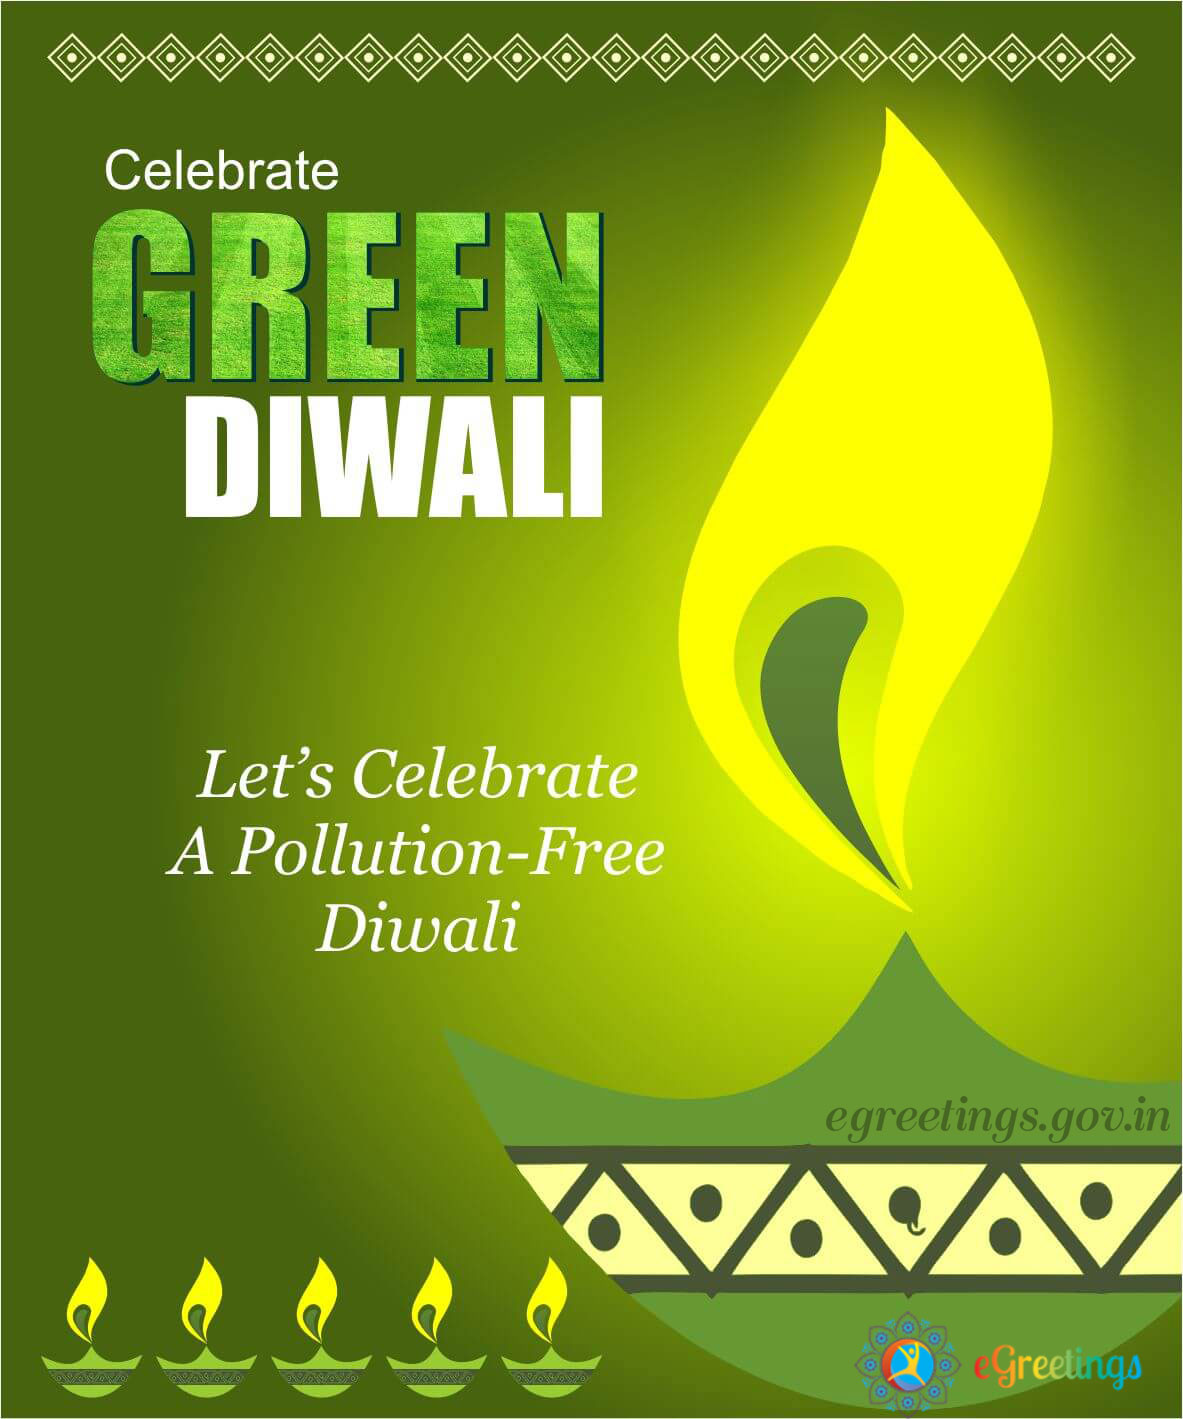 Celebrate
GREEN
DIWALI
Let’s Celebrate
A Pollution-Free
Diwali
egreetings.gov.in
eGreetings